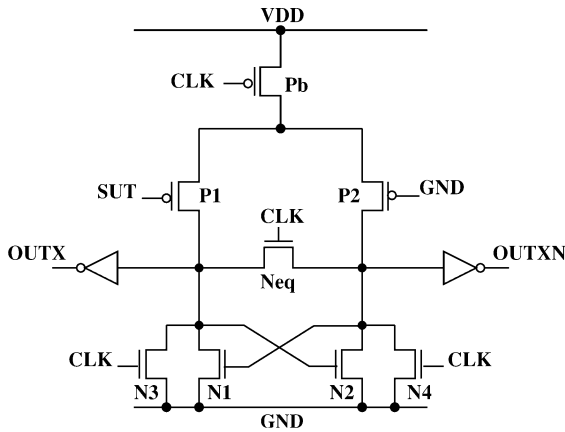 VDD
CLK
Pb
SUT
P1
P2
GND
CLK
OUTX
OUTXN
Neq
CLK
CLK
N3
N1
N2
N4
GND